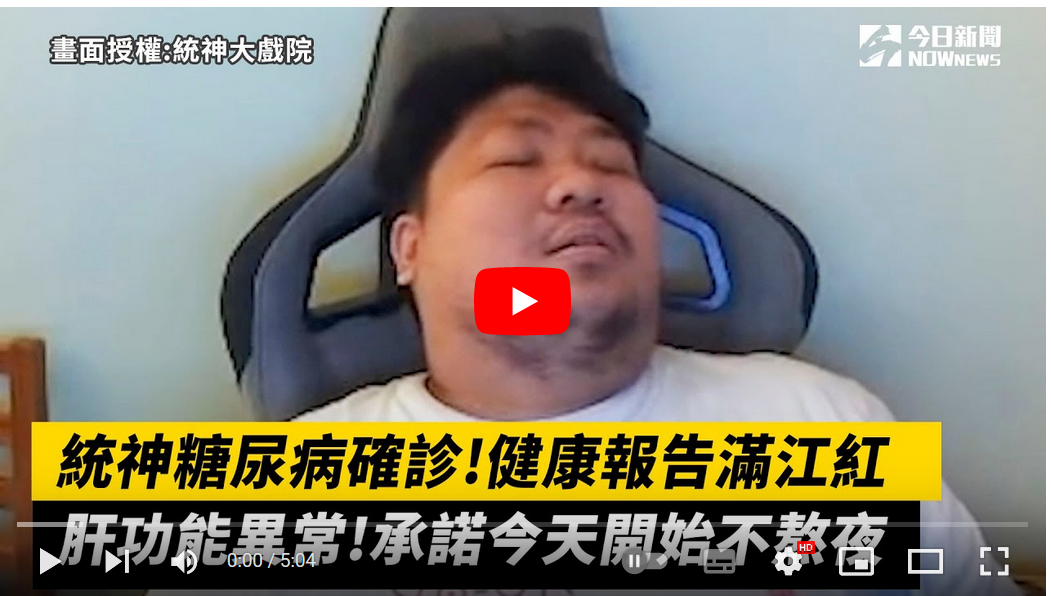 畫面授權:統神大戲院
今日新聞
NOWNEWS
統神糖尿病確診!健康報告滿江紅
肝功能異常!承諾今天開始不熬夜
0:00 / 5:04
HD